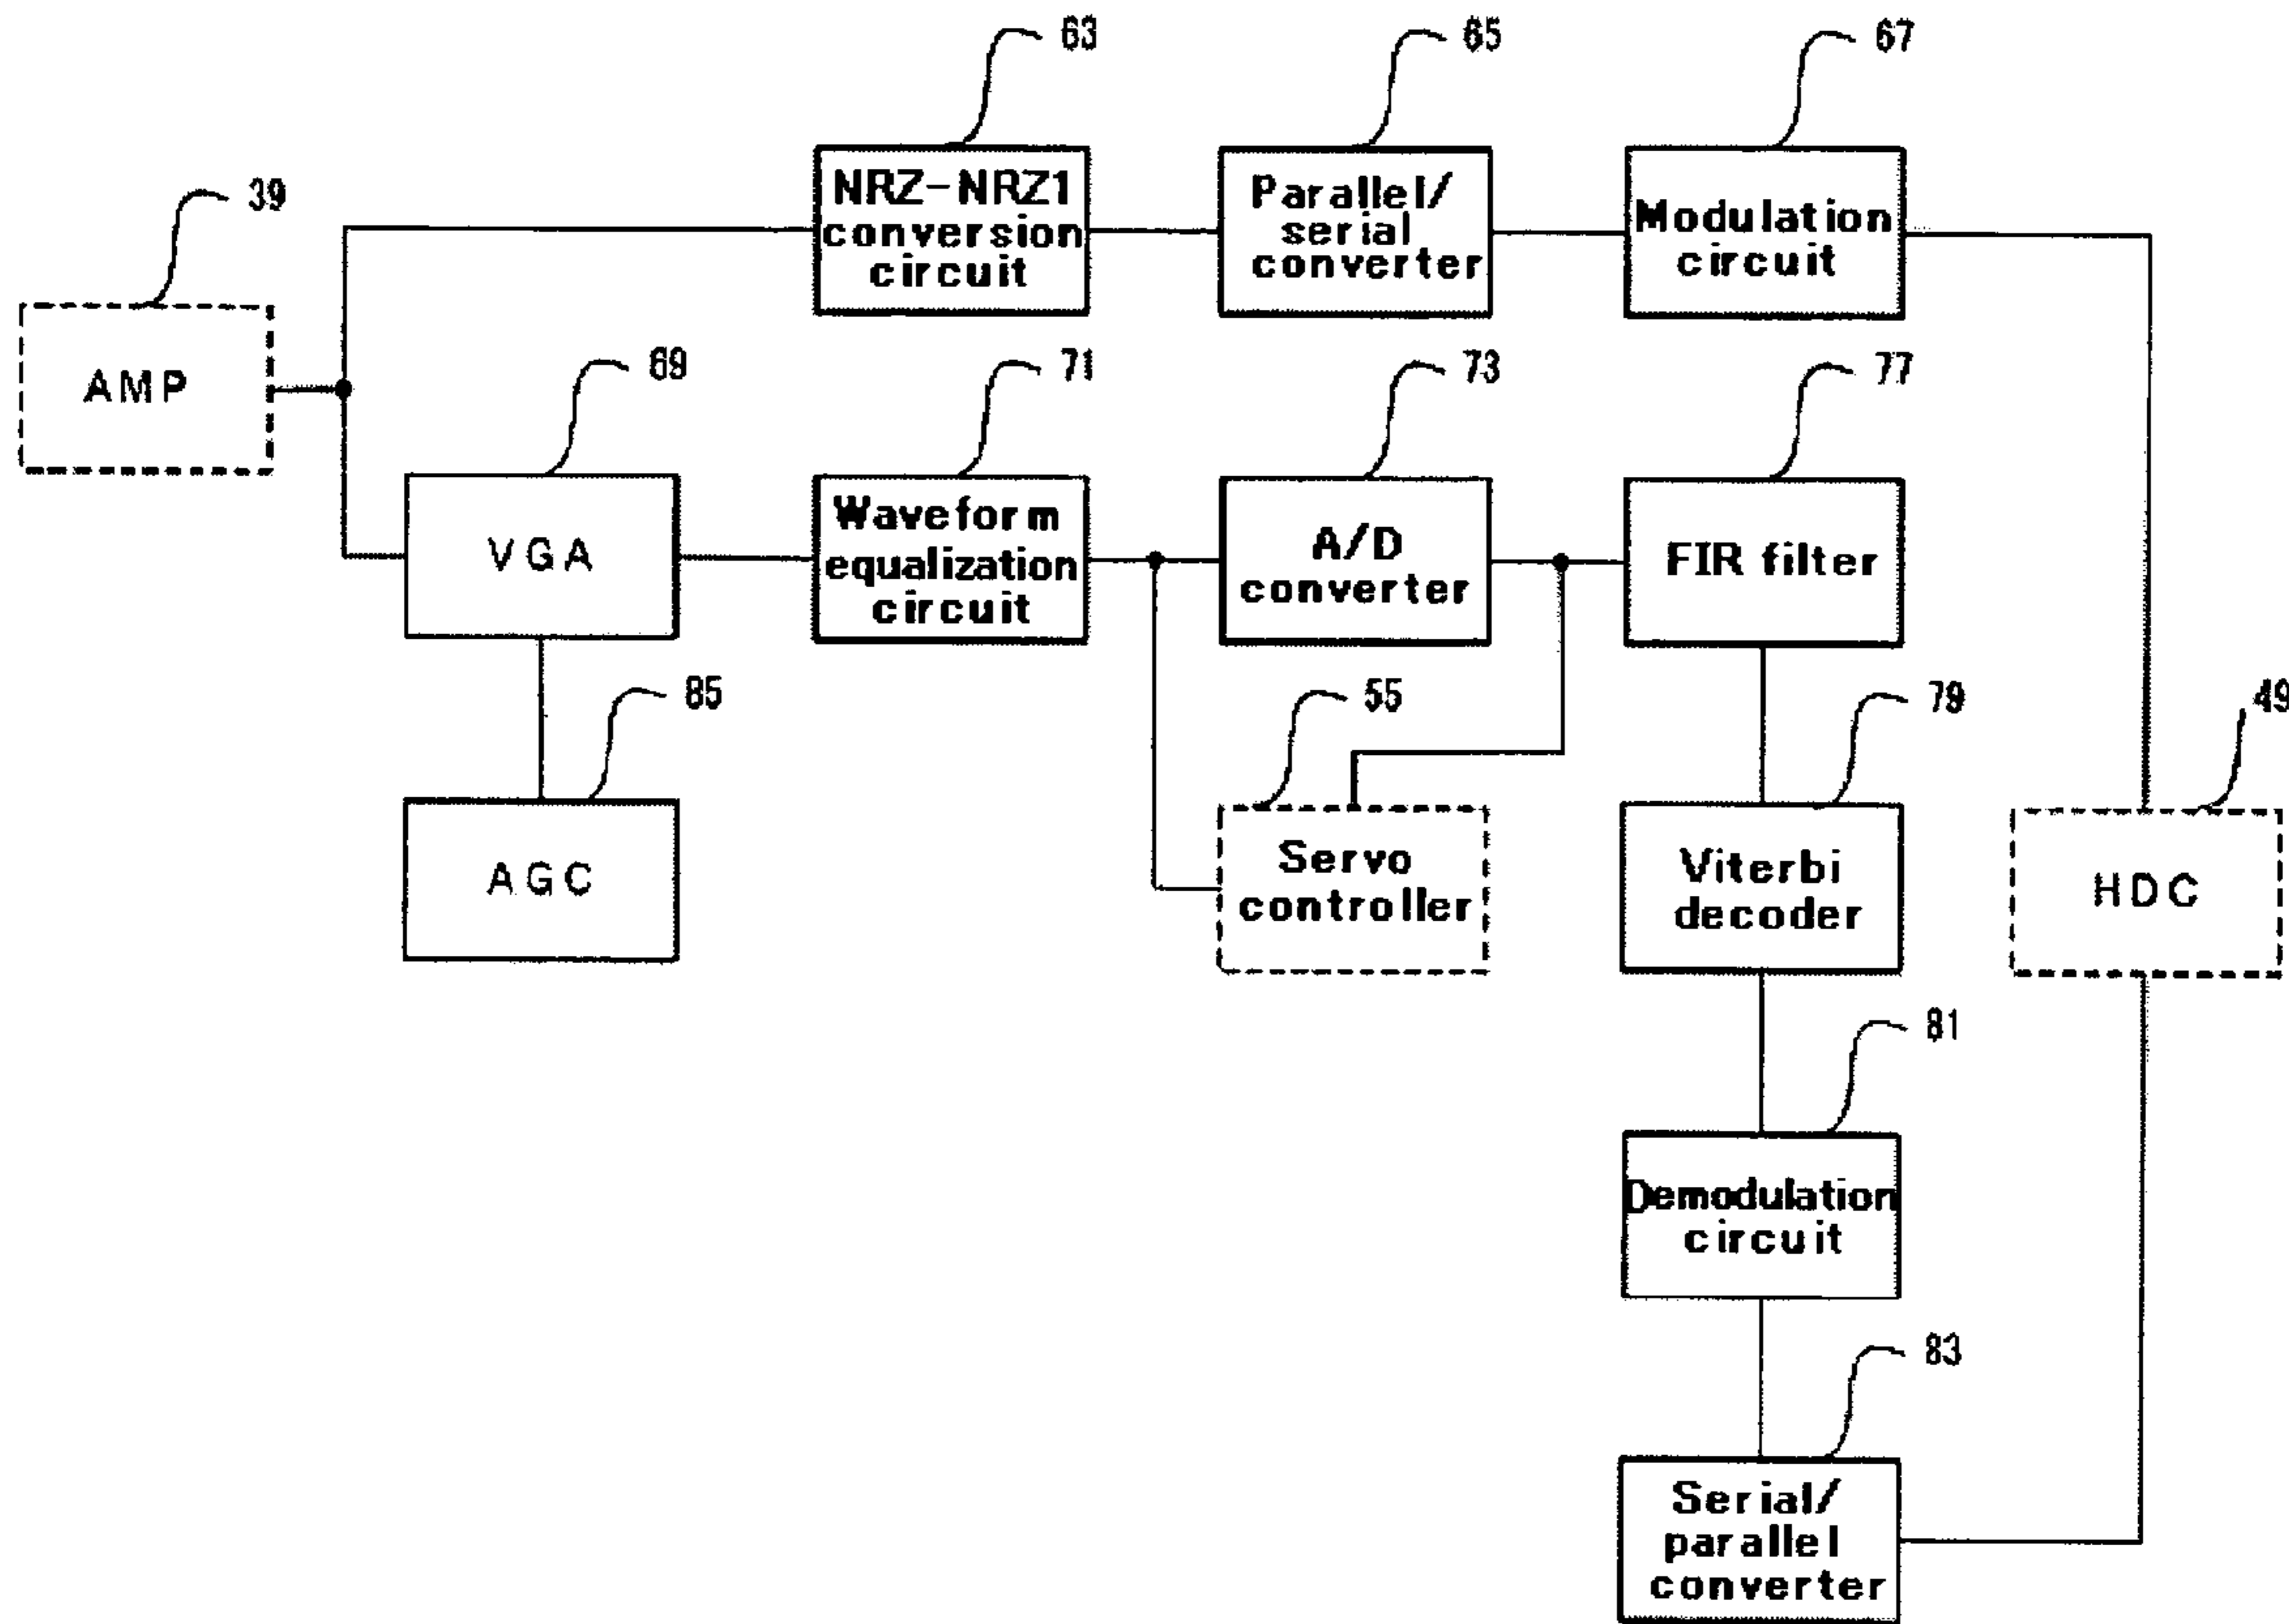 63
65
67
39
NRZ-NRZ1
conversion
circuit
Parallel/
serial
converter
Modulation
circuit
AMP
69
71
73
77
VGA
Waveform
equalization
circuit
A/D
converter
FIR filter
85
55
79
49
AGC
Servo
controller
Viterbi
decoder
HDC
81
Demodulation
circuit
83
Serial/
parallel
converter